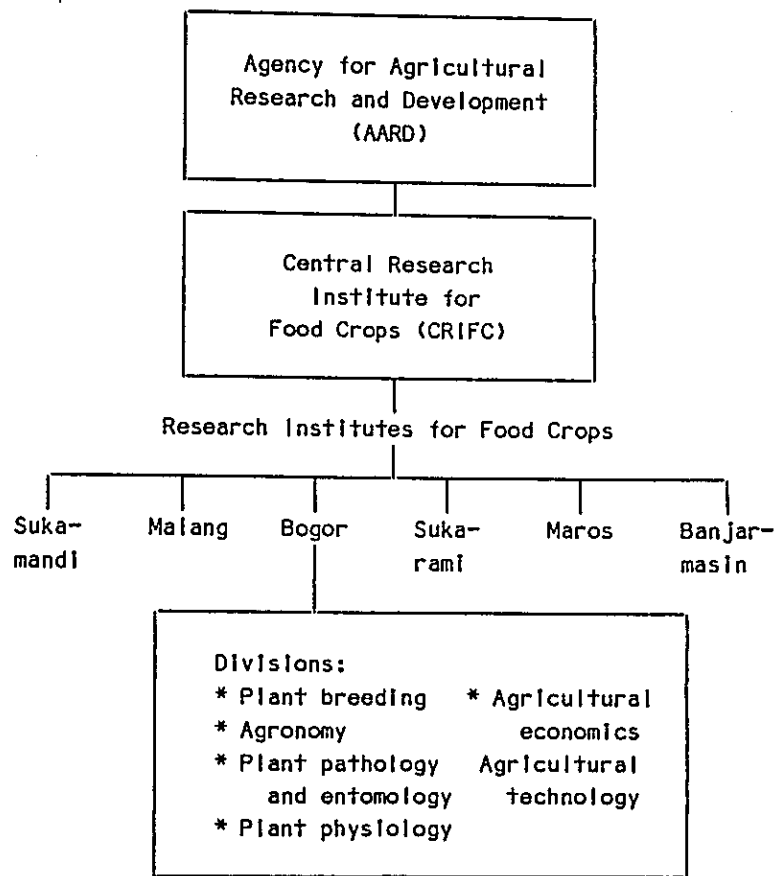 Agency for Agricultural
Research and Development
(AARD)
Central Research
Institute for
Food Crops (CRIFC)
Research Institutes for Food Crops
Suka- Malang Bogor Suka- Maros Banjar-
mandi rami masin
Divisions:
* Plant breeding * Agricultural
* Agronomy economics
* Plant pathology Agricultural
and entomology technology
* Plant physiology